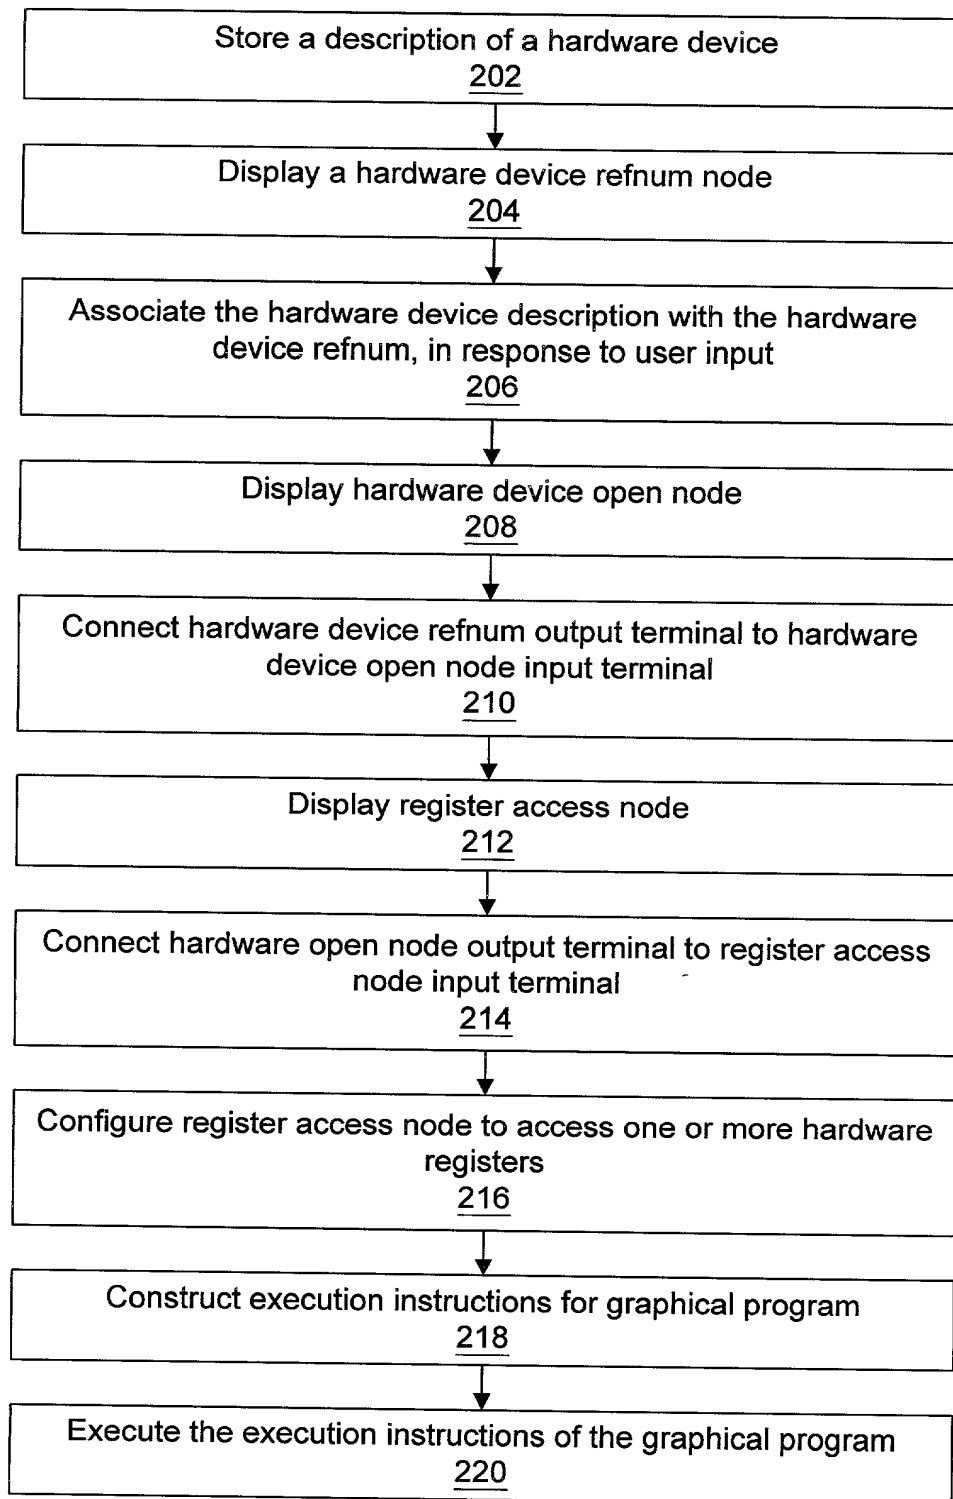 Store a description of a hardware device
202
Display a hardware device refnum node
204
Associate the hardware device description with the hardware
device refnum, in response to user input
206
Display hardware device open node
208
Connect hardware device refnum output terminal to hardware
device open node input terminal
210
Display register access node
212
Connect hardware open node output terminal to register access
node input terminal
214
Configure register access node to access one or more hardware
registers
216
Construct execution instructions for graphical program
218
Execute the execution instructions of the graphical program
220